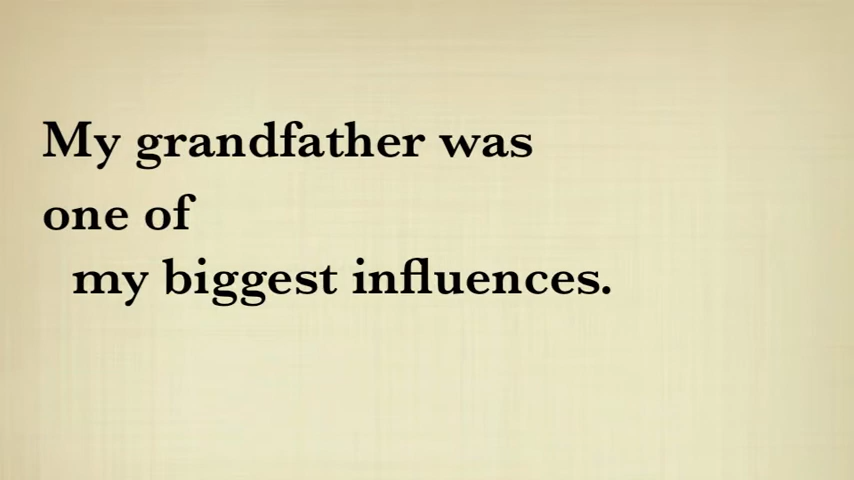 My grandfather was
one of
my biggest influences.